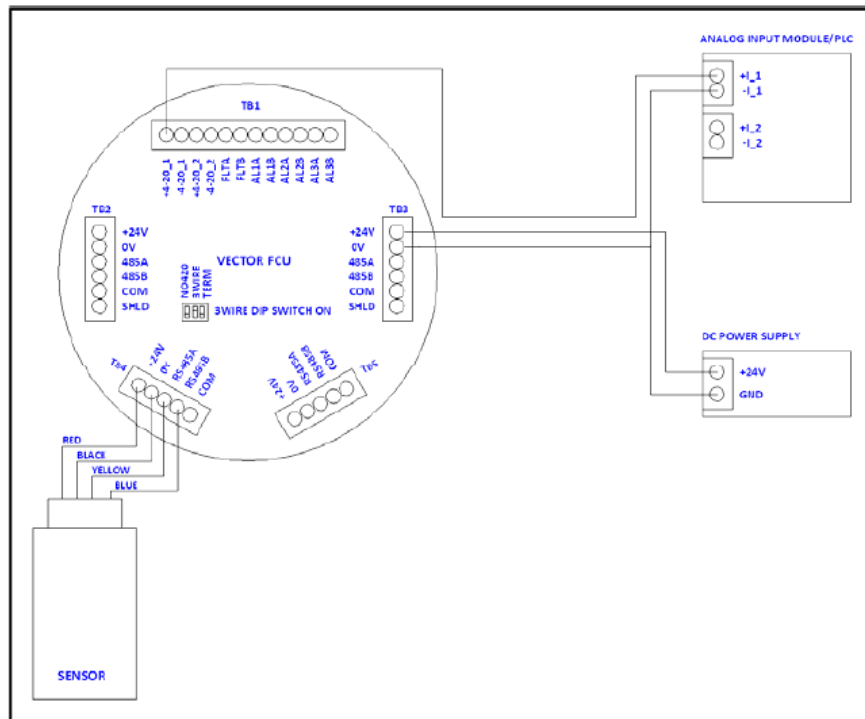 ANALOG INPUT MODULE/PLC
+I_1
-I_1
+I_2
-I_2
TB1
+4-20_1
-4-20_1
+4-20_2
-4-20_2
FLTA
FLTB
AL1A
AL1B
AL2A
AL2B
AL3A
AL3B
TB2
+24V
0V
485A
485B
COM
SHLD
TB3
+24V
0V
485A
485B
COM
SHLD
VECTOR FCU
NO420
3WIRE
TERM
3WIRE DIP SWITCH ON
DC POWER SUPPLY
+24V
GND
TB4
+24V
0V
RS485A
RS485B
COM
TB5
+24V
0V
RS485A
RS485B
COM
RED
BLACK
YELLOW
BLUE
SENSOR